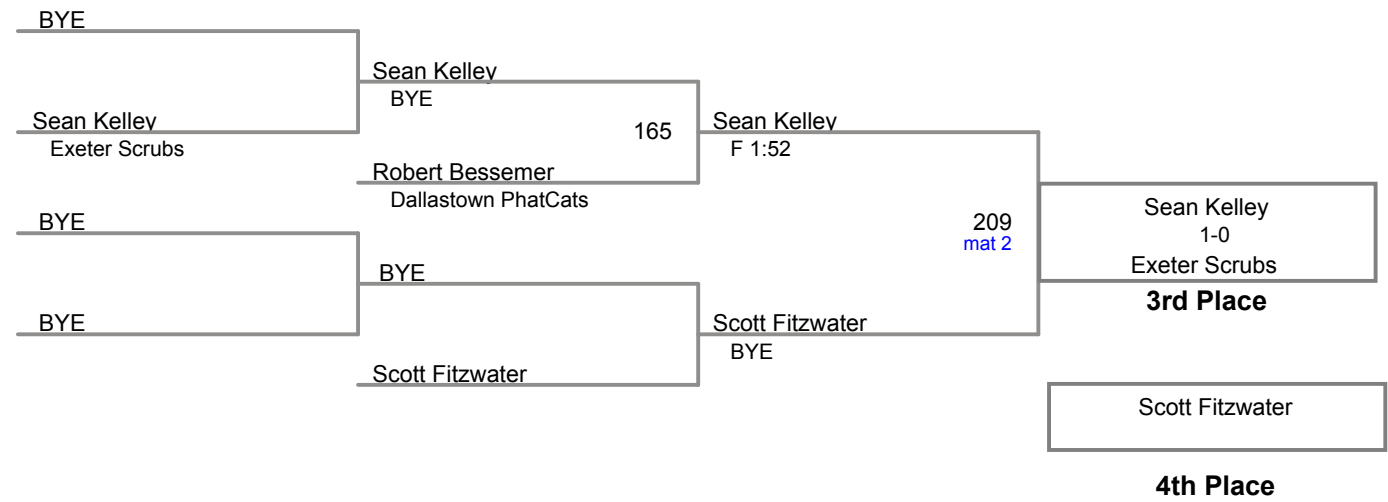 BYE
Sean Kelley
BYE
Sean Kelley
Exeter Scrubs
165
Sean Kelley
F 1:52
Robert Bessemer
Dallastown PhatCats
BYE
209
mat 2
Sean Kelley
1-0
Exeter Scrubs
3rd Place
BYE
BYE
Scott Fitzwater
BYE
Scott Fitzwater
Scott Fitzwater
4th Place